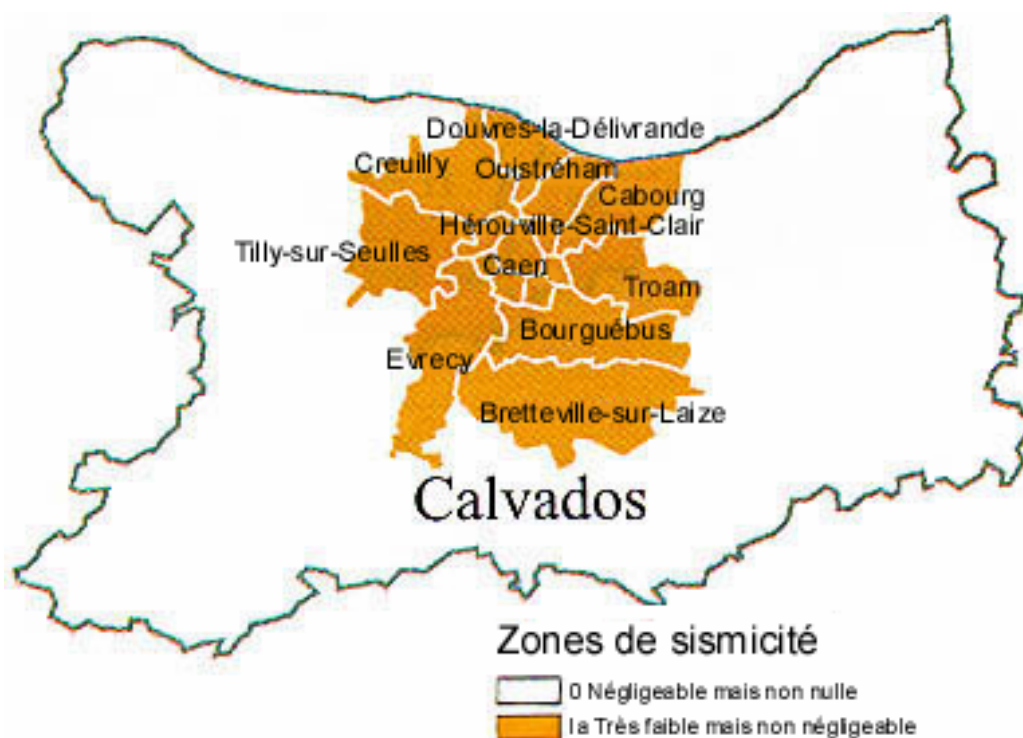 Douvres-la-Délivrande
Creuilly
Ouistréham
Cabourg
Hérouville-Saint-Clair
Tilly-sur-Seulles
Caen
Troam
Bourguébus
Evrecy
Bretteville-sur-Laize
Calvados
Zones de sismicité
0 Négligeable mais non nulle
Ia Très faible mais non négligeable